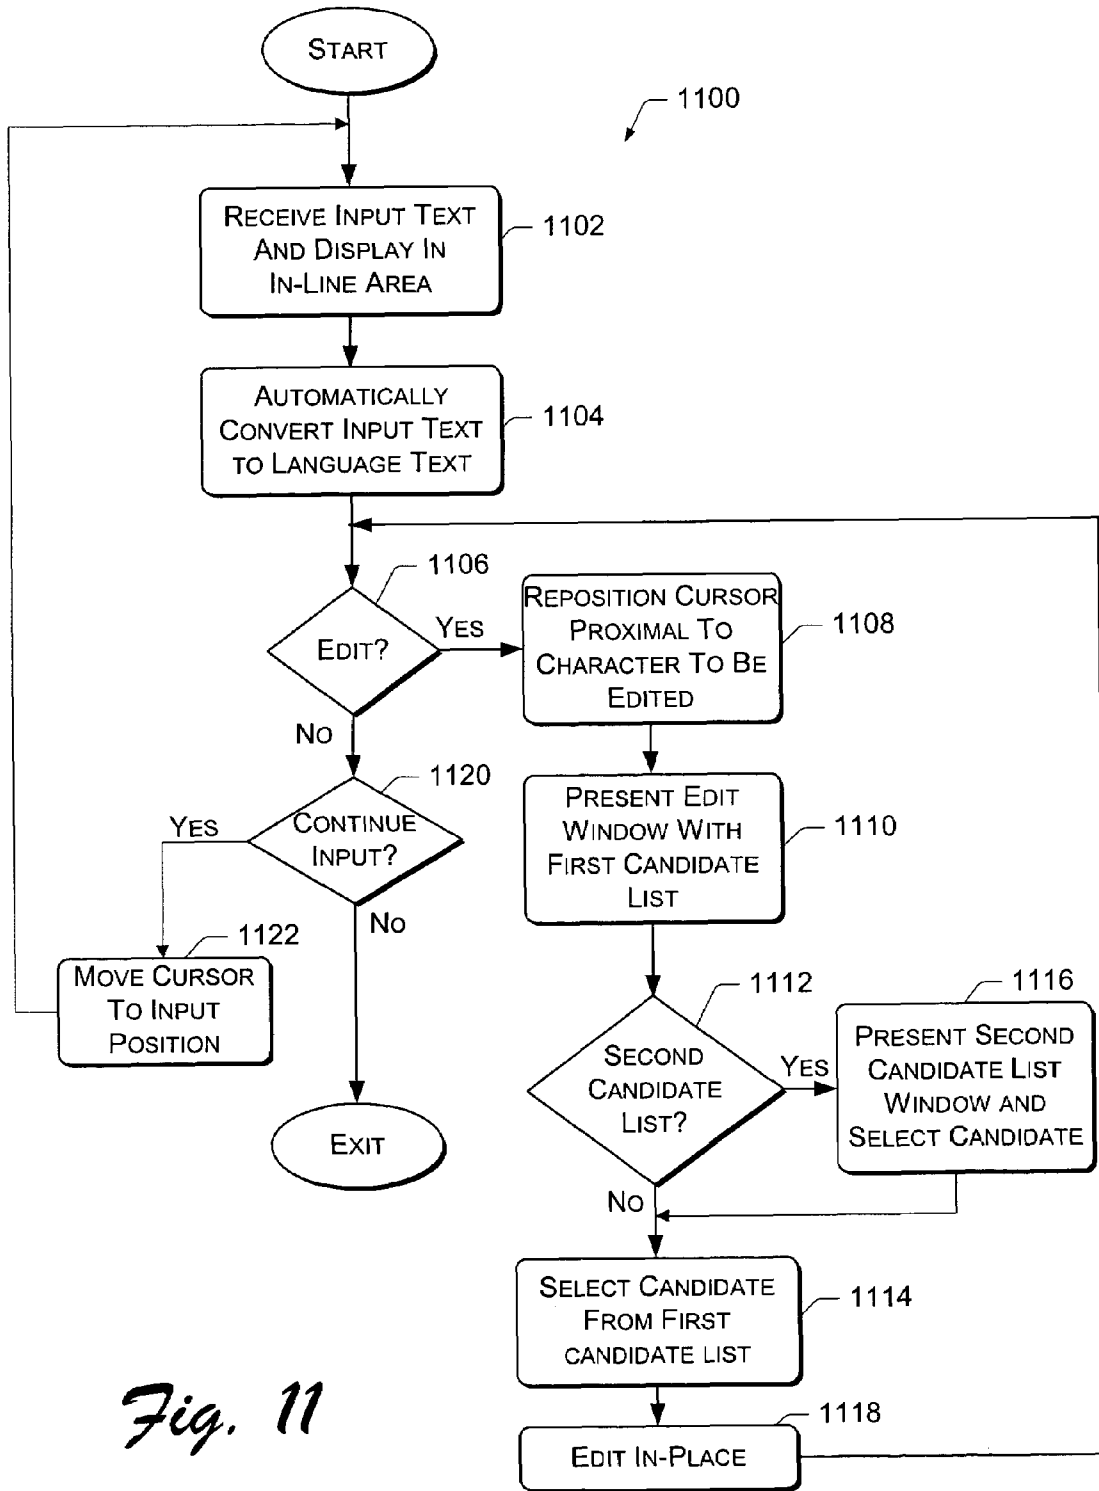 START
1100
RECEIVE INPUT TEXT
AND DISPLAY IN
IN-LINE AREA
1102
AUTOMATICALLY
CONVERT INPUT TEXT
TO LANGUAGE TEXT
1104
1106
EDIT?
YES
NO
REPOSITION CURSOR
PROXIMAL TO
CHARACTER TO BE
EDITED
1108
1120
CONTINUE
INPUT?
YES
NO
PRESENT EDIT
WINDOW WITH
FIRST CANDIDATE
LIST
1110
1122
MOVE CURSOR
TO INPUT
POSITION
1112
SECOND
CANDIDATE
LIST?
YES
NO
1116
PRESENT SECOND
CANDIDATE LIST
WINDOW AND
SELECT CANDIDATE
EXIT
SELECT CANDIDATE
FROM FIRST
CANDIDATE LIST
1114
1118
EDIT IN-PLACE
Fig. 11